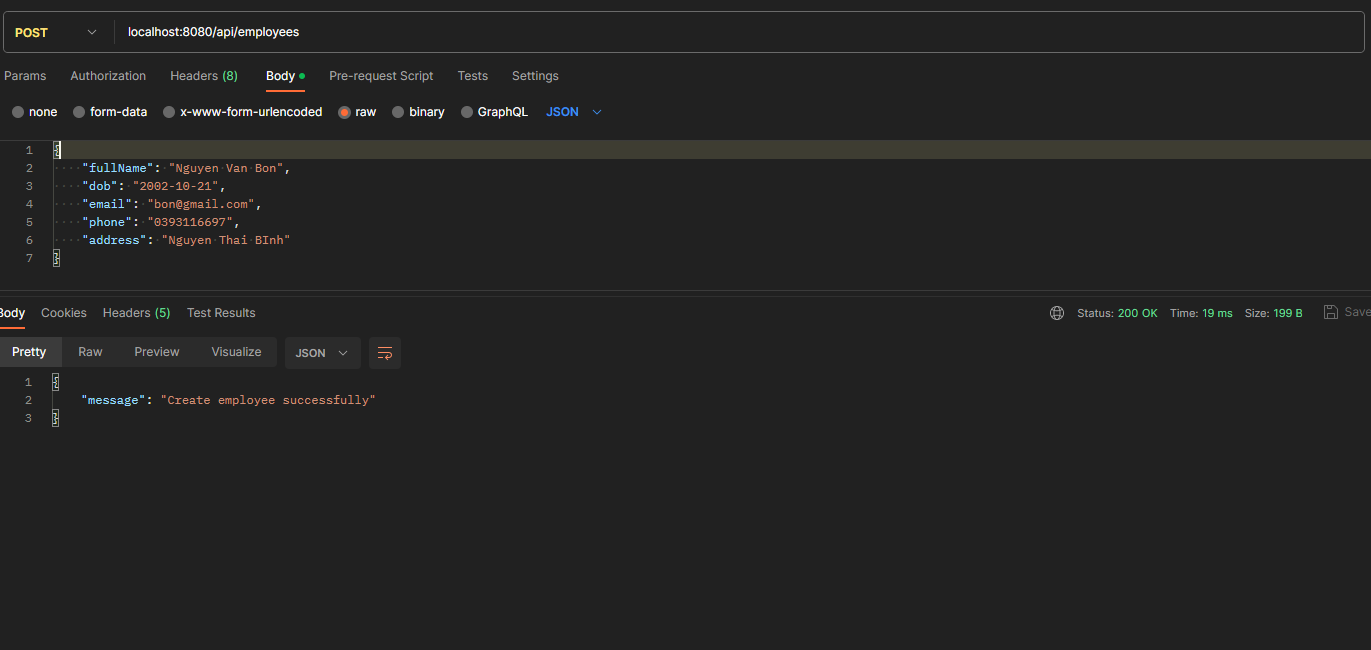 POST localhost:8080/api/employees
Params Authorization Headers (8) Body Pre-request Script Tests Settings
none form-data x-www-form-urlencoded raw binary GraphQL JSON
1 {
2 "fullName": "Nguyen Van Bon",
3 "dob": "2002-10-21",
4 "email": "bon@gmail.com",
5 "phone": "0393116697",
6 "address": "Nguyen Thai BInh"
7 }
Body Cookies Headers (5) Test Results Status: 200 OK Time: 19 ms Size: 199 B Save
Pretty Raw Preview Visualize JSON
1 {
2 "message": "Create employee successfully"
3 }